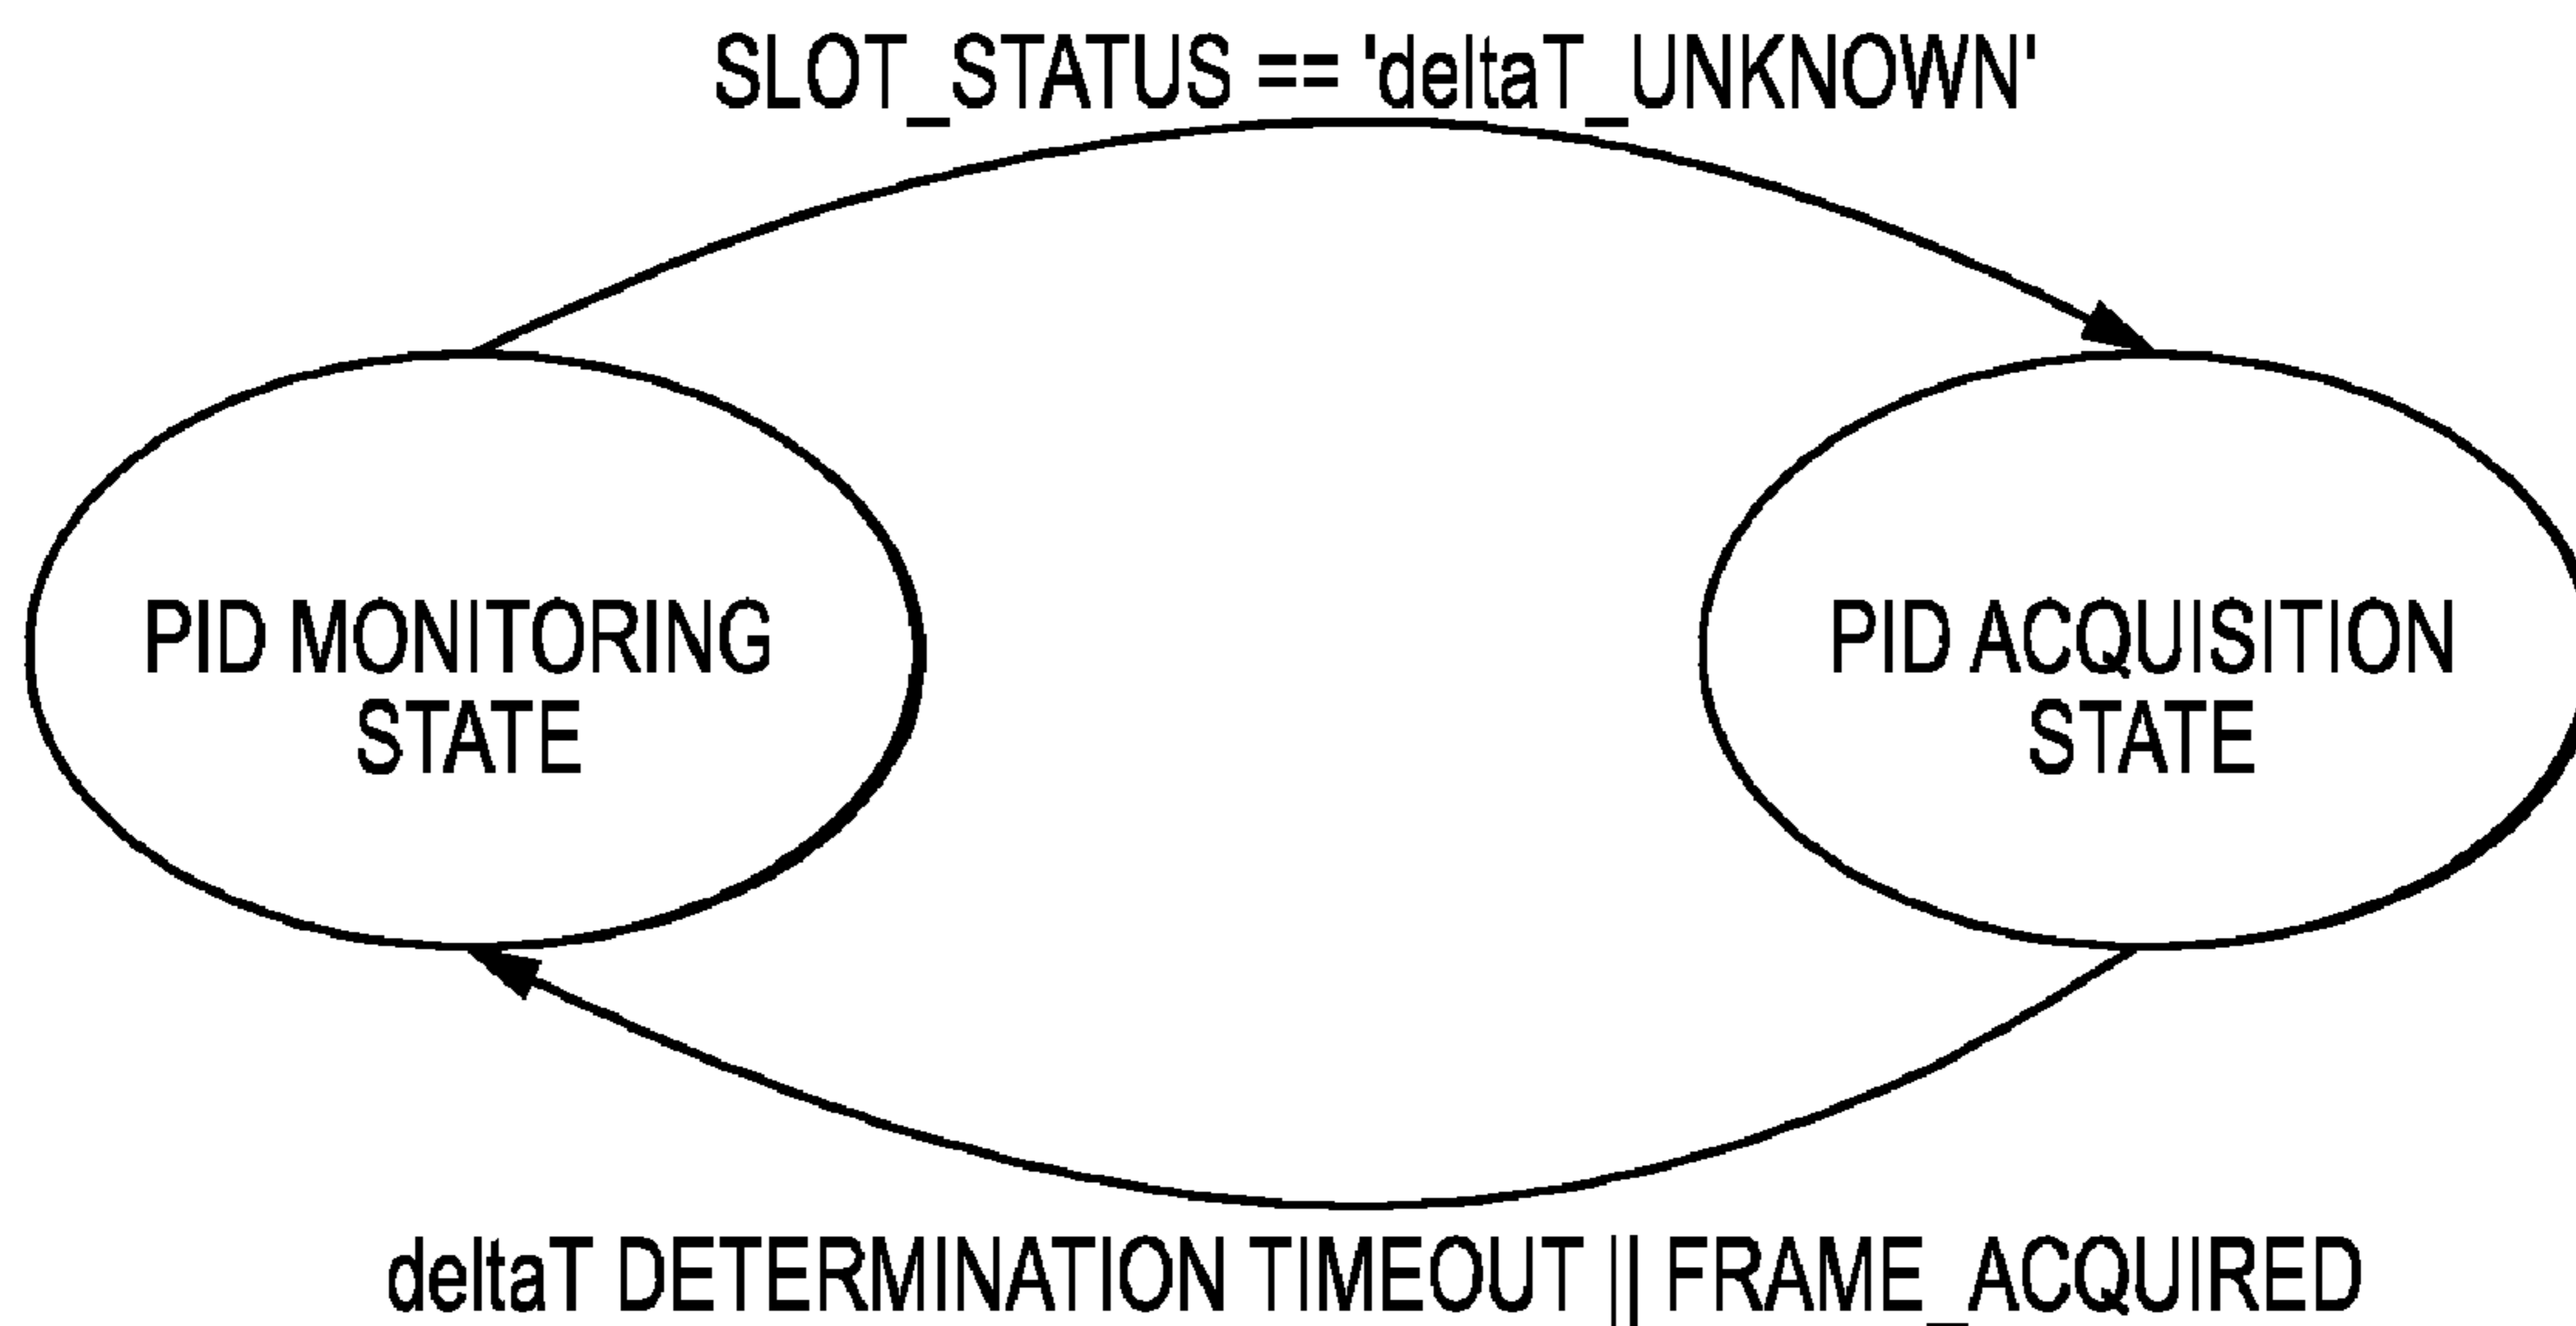 SLOT_STATUS == 'deltaT_UNKNOWN'
PID MONITORING
STATE
PID ACQUISITION
STATE
deltaT DETERMINATION TIMEOUT || FRAME_ACQUIRED